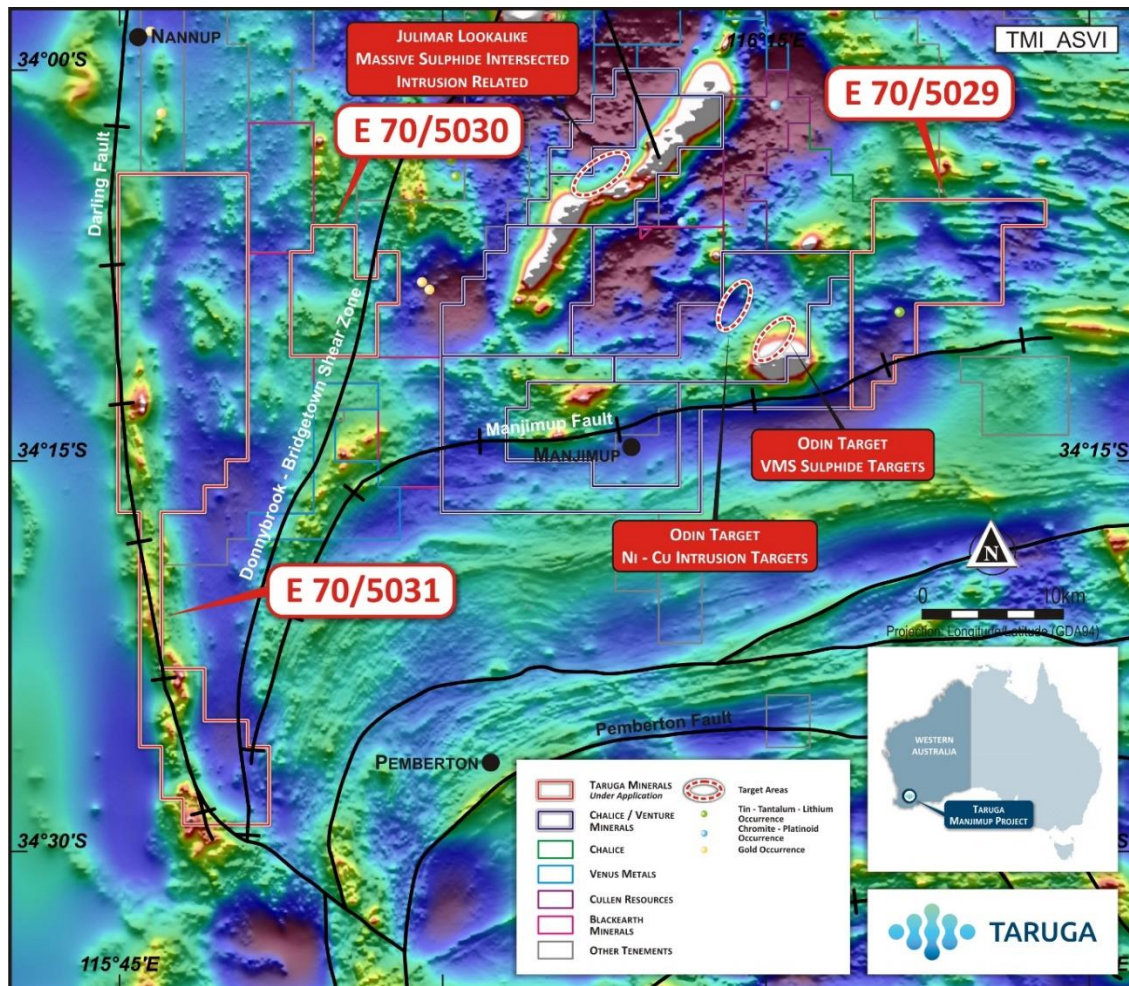 NANNUP
34°00'S
JULIMAR LOOKALIKE
MASSIVE SULPHIDE INTERSECTED
INTRUSION RELATED
116°15'E
TMI_ASVI
E 70/5030
E 70/5029
Darling Fault
Donnybrook - Bridgetown Shear Zone
Manjimup Fault
34°15'S
MANJIMUP
34°15'S
ODIN TARGET
VMS SULPHIDE TARGETS
ODIN TARGET
NI - CU INTRUSION TARGETS
E 70/5031
N
0 10km
Projection: Longitude/Latitude (GDA94)
Pemberton Fault
PEMBERTON
34°30'S
115°45'E
TARUGA MINERALS
Under Application
CHALICE / VENTURE
MINERALS
CHALICE
VENUS METALS
CULLEN RESOURCES
BLACKEARTH
MINERALS
OTHER TENEMENTS
Target Areas
Tin - Tantalum - Lithium
Occurrence
Chromite - Platinoid
Occurrence
Gold Occurrence
WESTERN
AUSTRALIA
TARUGA
MANJIMUP PROJECT
TARUGA